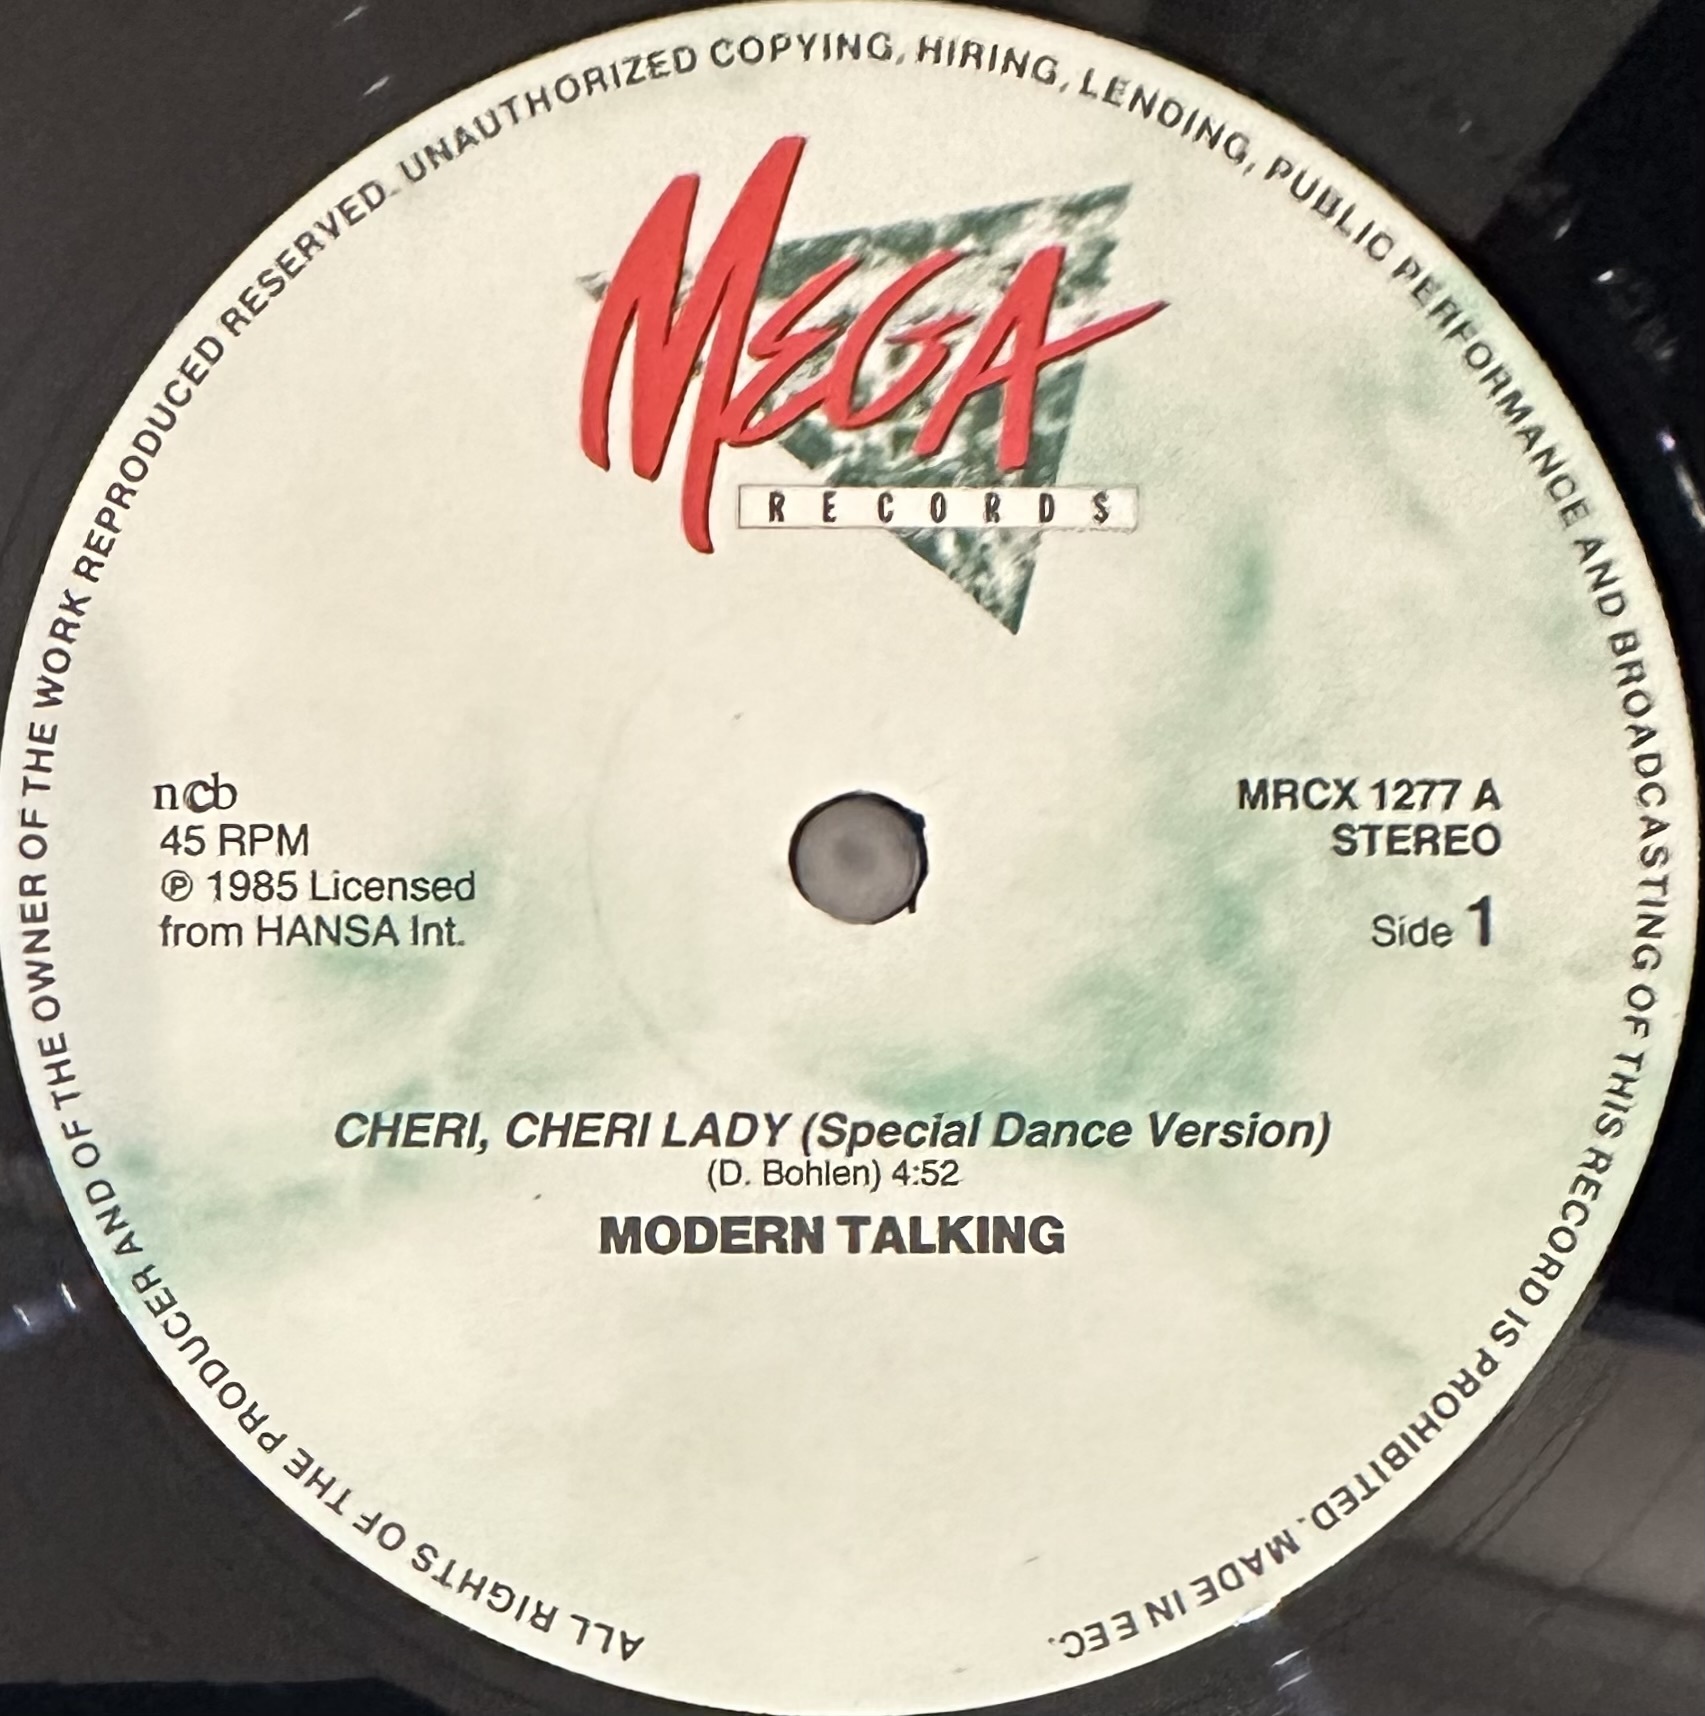 ALL RIGHTS OF THE PRODUCER AND OF THE OWNER OF THE WORK REPRODUCED RESERVED. UNAUTHORIZED COPYING, HIRING, LENDING, PUBLIC PERFORMANCE AND BROADCASTING OF THIS RECORD IS PROHIBITED. MADE IN EEC.
MEGA
RECORDS
ncb
45 RPM
℗ 1985 Licensed
from HANSA Int.
MRCX 1277 A
STEREO
Side 1
CHERI, CHERI LADY (Special Dance Version)
(D. Bohlen) 4:52
MODERN TALKING